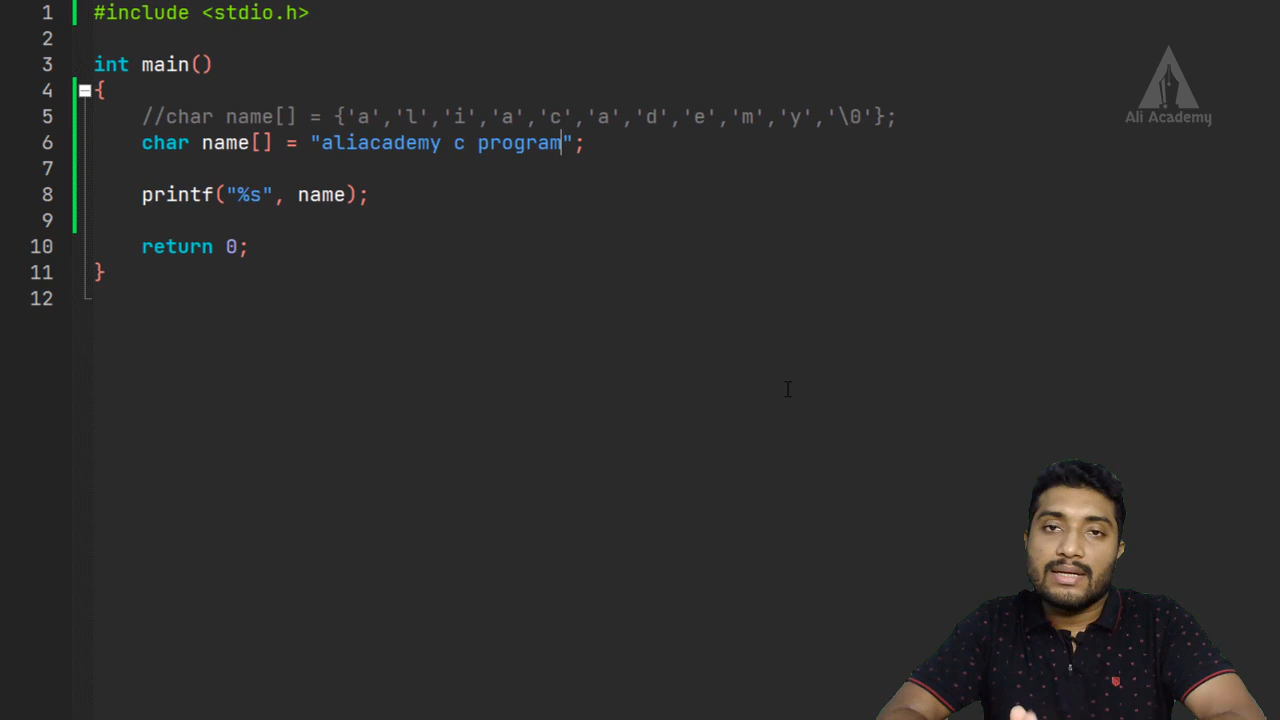 1 #include <stdio.h>
2
3 int main()
4 {
5 //char name[] = {'a','l','i','a','c','a','d','e','m','y','\0'};
6 char name[] = "aliacademy c program";
7
8 printf("%s", name);
9
10 return 0;
11 }
12
Ali Academy